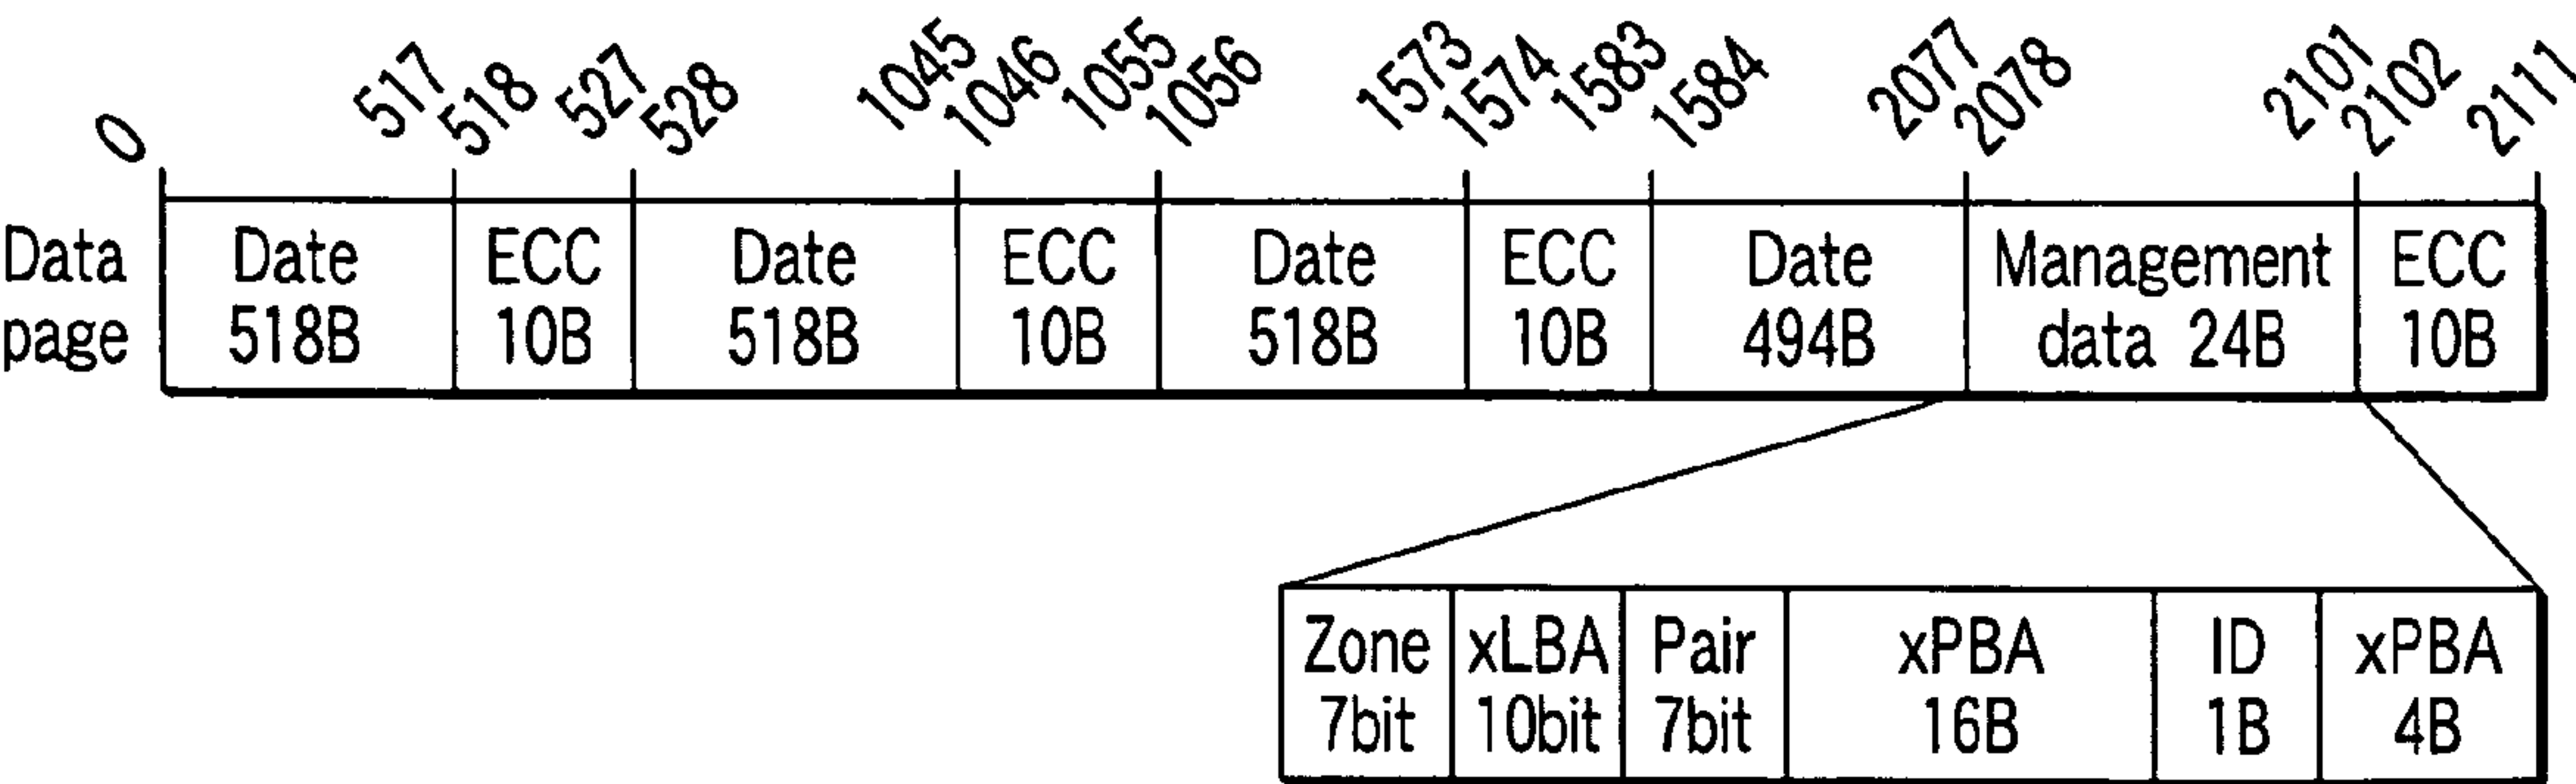 0 517 518 527 528 1045 1046 1055 1056 1573 1574 1583 1584 2077 2078 2101 2102 2111
Data page
Date 518B
ECC 10B
Date 518B
ECC 10B
Date 518B
ECC 10B
Date 494B
Management data 24B
ECC 10B
Zone 7bit
xLBA 10bit
Pair 7bit
xPBA 16B
ID 1B
xPBA 4B